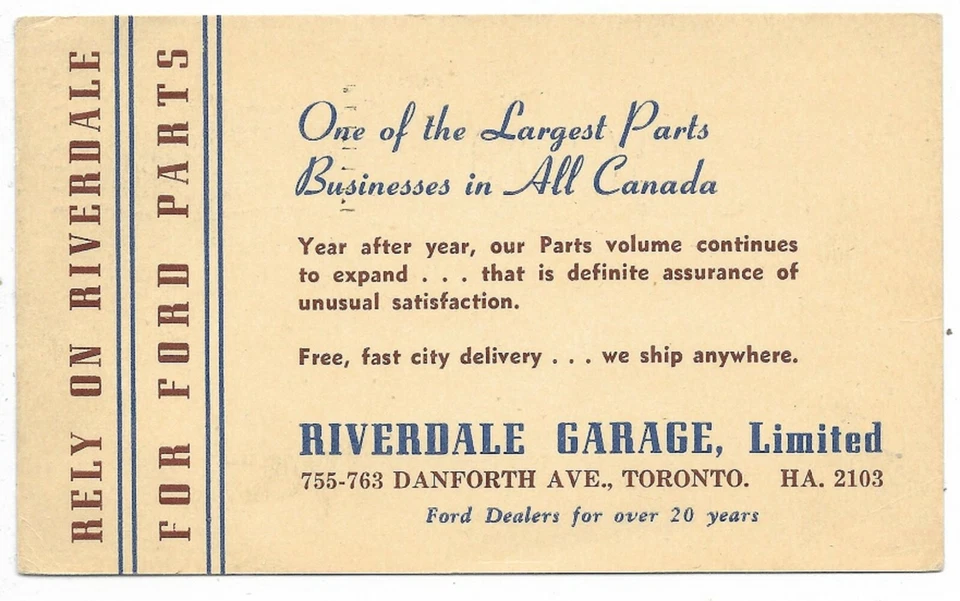 RELY ON RIVERDALE
FOR FORD PARTS
One of the Largest Parts
Businesses in All Canada
Year after year, our Parts volume continues
to expand . . . that is definite assurance of
unusual satisfaction.
Free, fast city delivery . . . we ship anywhere.
RIVERDALE GARAGE, Limited
755-763 DANFORTH AVE., TORONTO. HA. 2103
Ford Dealers for over 20 years